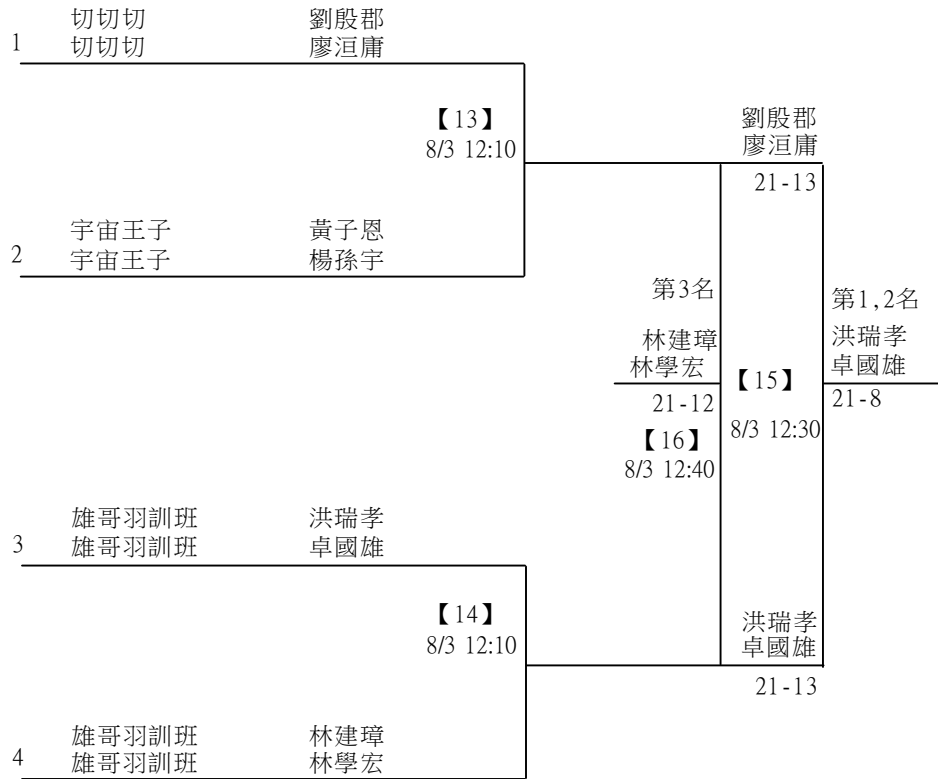 切切切 劉殷郡
1 切切切 廖洹庸
【13】
8/3 12:10
劉殷郡
廖洹庸
21-13
宇宙王子 黃子恩
2 宇宙王子 楊孫宇
第3名
第1,2名
林建璋
林學宏
洪瑞孝
卓國雄
【15】
21-12
21-8
【16】
8/3 12:30
8/3 12:40
雄哥羽訓班 洪瑞孝
3 雄哥羽訓班 卓國雄
【14】
8/3 12:10
洪瑞孝
卓國雄
21-13
雄哥羽訓班 林建璋
4 雄哥羽訓班 林學宏